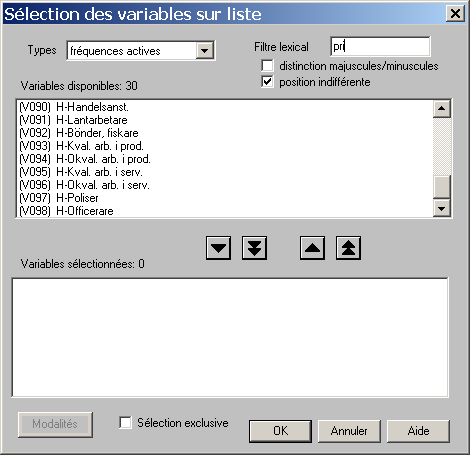 Sélection des variables sur liste
Types
fréquences actives
Filtre lexical
pri
distinction majuscules/minuscules
position indifférente
Variables disponibles: 30
(V090) H-Handelsanst.
(V091) H-Lantarbetare
(V092) H-Bönder, fiskare
(V093) H-Kval. arb. i prod.
(V094) H-Okval. arb. i prod.
(V095) H-Kval. arb. i serv.
(V096) H-Okval. arb. i serv.
(V097) H-Poliser
(V098) H-Officerare
Variables sélectionnées: 0
Modalités
Sélection exclusive
OK
Annuler
Aide